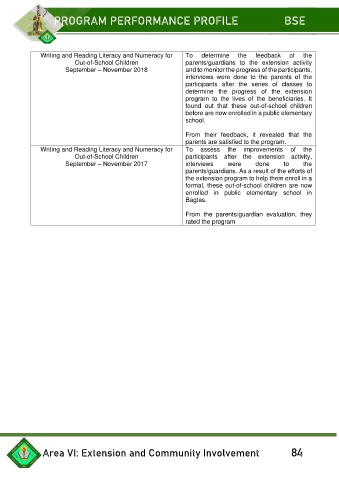 PROGRAM PERFORMANCE PROFILE BSE
Writing and Reading Literacy and Numeracy for
Out-of-School Children
September – November 2018
To determine the feedback of the
parents/guardians to the extension activity
and to monitor the progress of the participants,
interviews were done to the parents of the
participants after the series of classes to
determine the progress of the extension
program to the lives of the beneficiaries. It
found out that these out-of-school children
before are now enrolled in a public elementary
school.
From their feedback, it revealed that the
parents are satisfied to the program.
Writing and Reading Literacy and Numeracy for
Out-of-School Children
September – November 2017
To assess the improvements of the
participants after the extension activity,
interviews were done to the
parents/guardians. As a result of the efforts of
the extension program to help them enroll in a
formal, these out-of-school children are now
enrolled in public elementary school in
Bagtas.
From the parents/guardian evaluation, they
rated the program
Area VI: Extension and Community Involvement 84